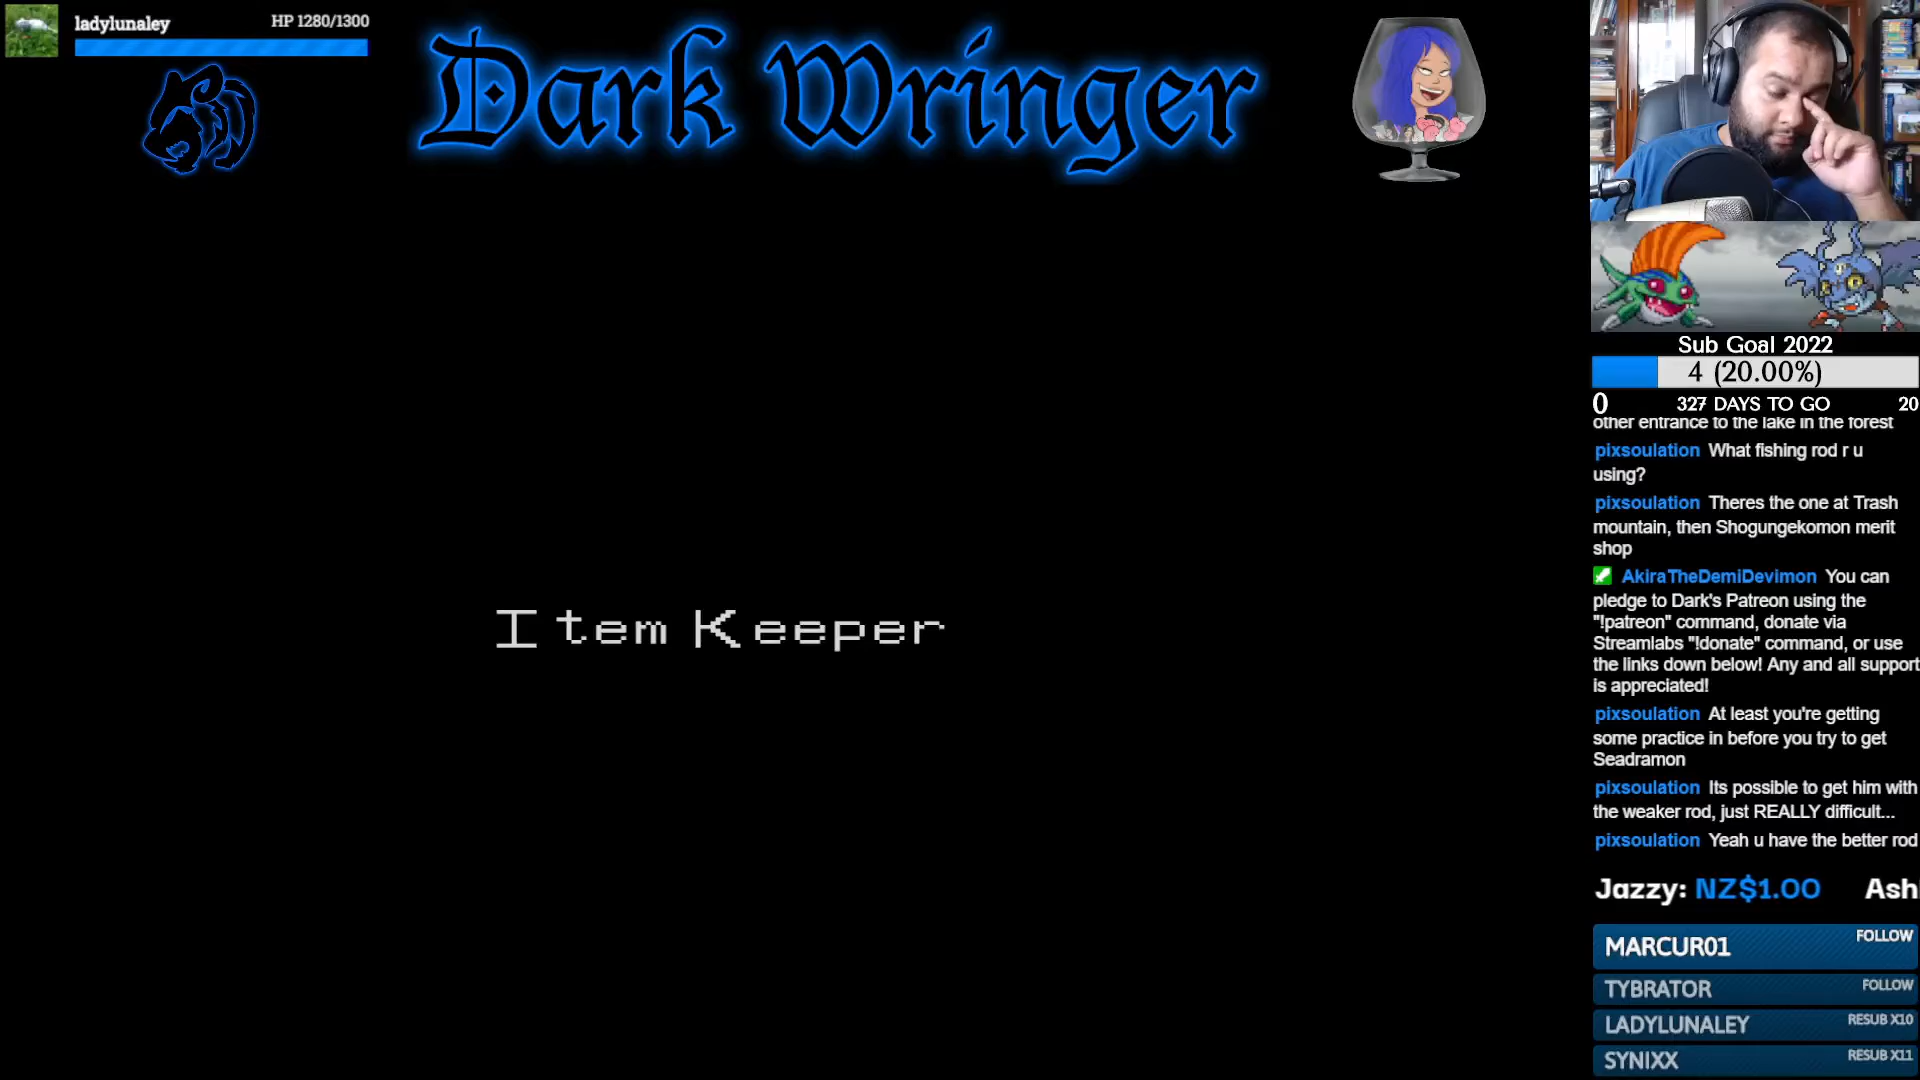 ladylunaley HP 1280/1300
Dark Wringer
Item Keeper
Sub Goal 2022
4 (20.00%)
0 327 DAYS TO GO 20
other entrance to the lake in the forest
pixsoulation What fishing rod r u
using?
pixsoulation Theres the one at Trash
mountain, then Shogungekomon merit
shop
AkiraTheDemiDevimon You can
pledge to Dark's Patreon using the
"!patreon" command, donate via
Streamlabs "!donate" command, or use
the links down below! Any and all support
is appreciated!
pixsoulation At least you're getting
some practice in before you try to get
Seadramon
pixsoulation Its possible to get him with
the weaker rod, just REALLY difficult...
pixsoulation Yeah u have the better rod
Jazzy: NZ$1.00 Ash
MARCUR01 FOLLOW
TYBRATOR FOLLOW
LADYLUNALEY RESUB X10
SYNIXX RESUB X11